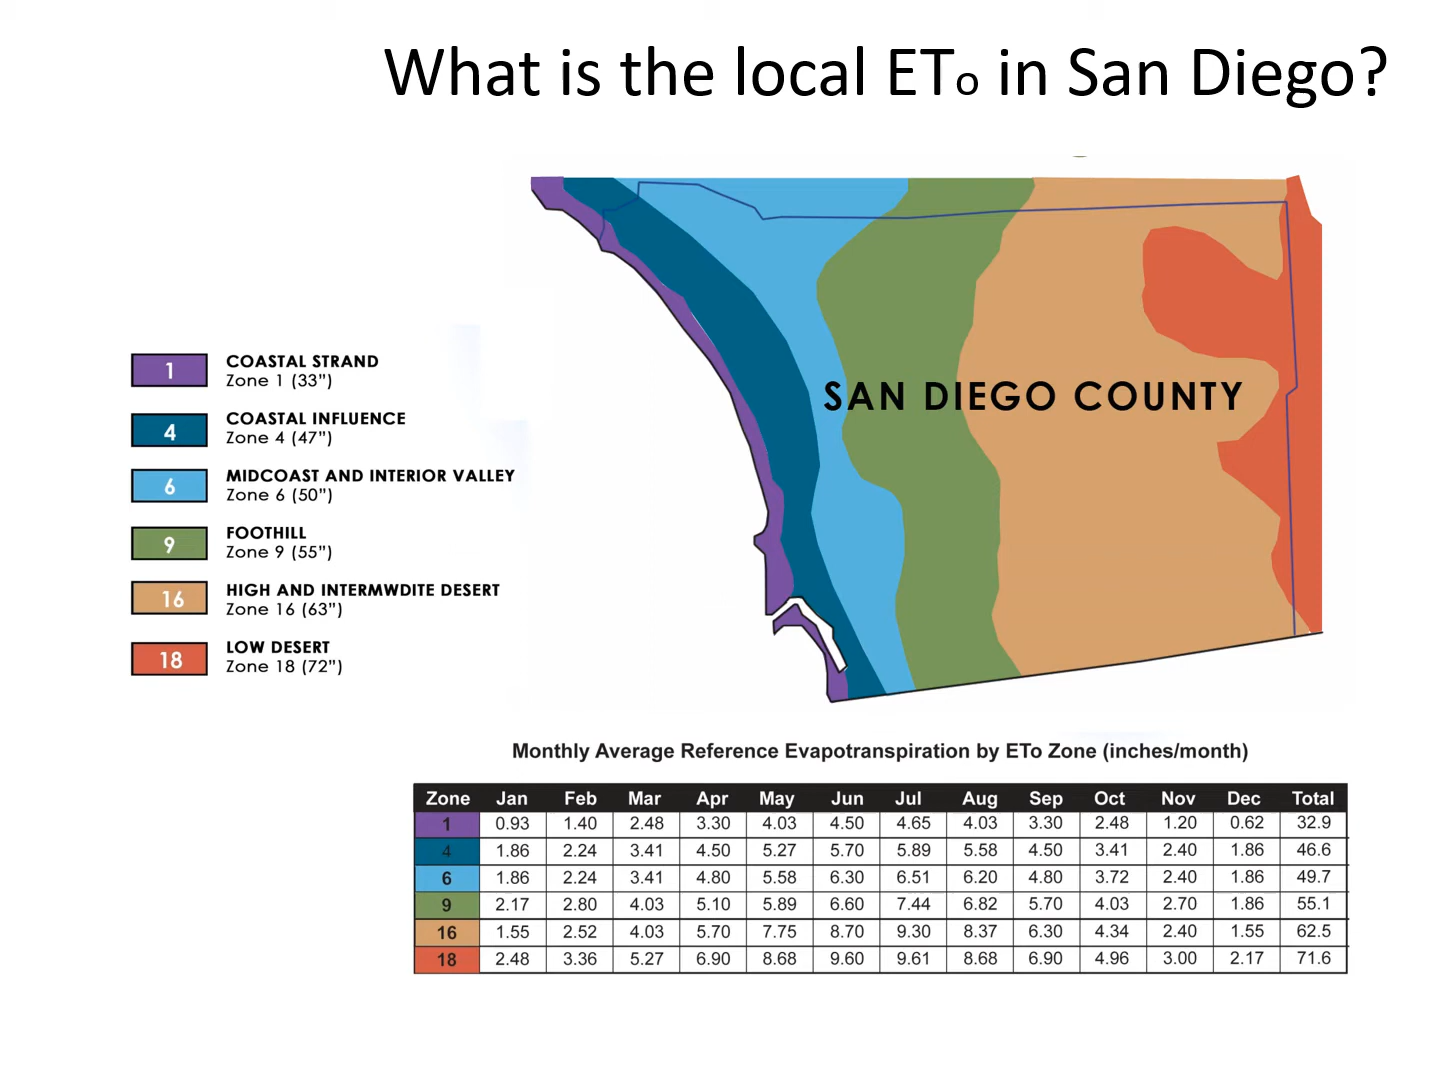 What is the local ETo in San Diego?
SAN DIEGO COUNTY
1 COASTAL STRAND
Zone 1 (33")
4 COASTAL INFLUENCE
Zone 4 (47")
6 MIDCOAST AND INTERIOR VALLEY
Zone 6 (50")
9 FOOTHILL
Zone 9 (55")
16 HIGH AND INTERMWDITE DESERT
Zone 16 (63")
18 LOW DESERT
Zone 18 (72")
Monthly Average Reference Evapotranspiration by ETo Zone (inches/month)
Zone Jan Feb Mar Apr May Jun Jul Aug Sep Oct Nov Dec Total
1 0.93 1.40 2.48 3.30 4.03 4.50 4.65 4.03 3.30 2.48 1.20 0.62 32.9
4 1.86 2.24 3.41 4.50 5.27 5.70 5.89 5.58 4.50 3.41 2.40 1.86 46.6
6 1.86 2.24 3.41 4.80 5.58 6.30 6.51 6.20 4.80 3.72 2.40 1.86 49.7
9 2.17 2.80 4.03 5.10 5.89 6.60 7.44 6.82 5.70 4.03 2.70 1.86 55.1
16 1.55 2.52 4.03 5.70 7.75 8.70 9.30 8.37 6.30 4.34 2.40 1.55 62.5
18 2.48 3.36 5.27 6.90 8.68 9.60 9.61 8.68 6.90 4.96 3.00 2.17 71.6